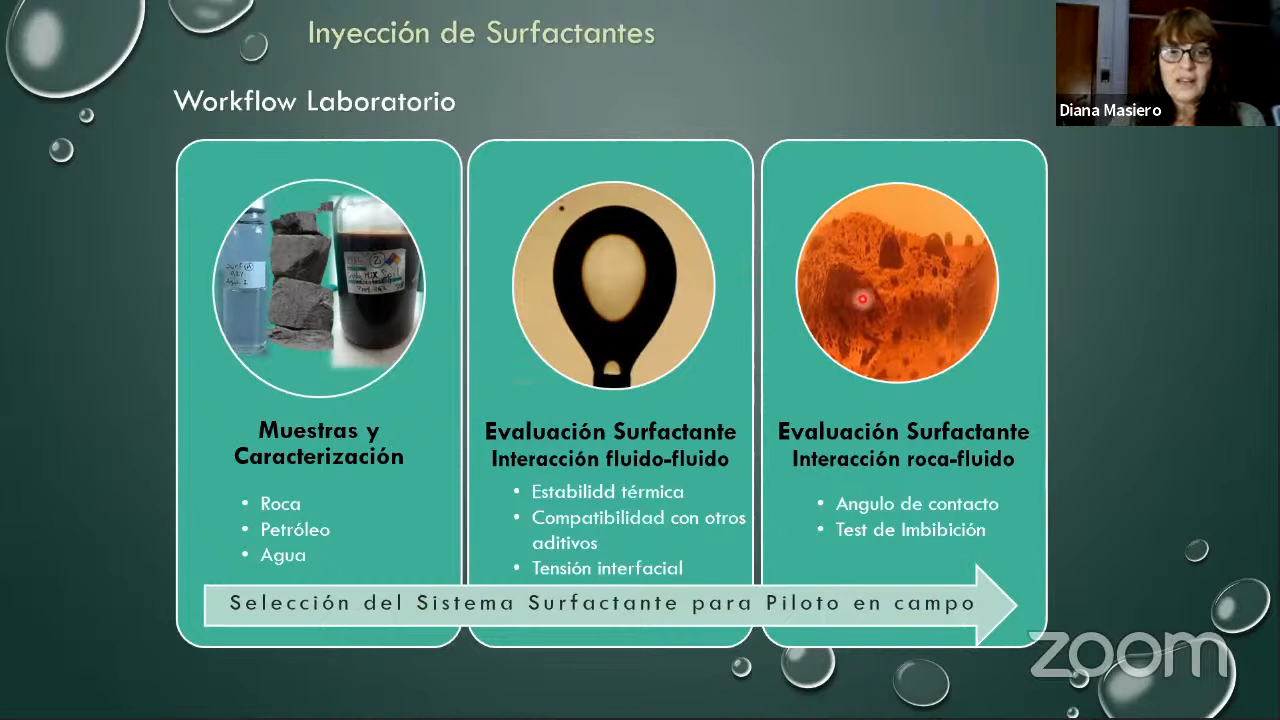 Inyección de Surfactantes
Workflow Laboratorio
Diana Masiero
Muestras y
Caracterización
• Roca
• Petróleo
• Agua
Evaluación Surfactante
Interacción fluido-fluido
• Estabilidd térmica
• Compatibilidad con otros
aditivos
• Tensión interfacial
Evaluación Surfactante
Interacción roca-fluido
• Angulo de contacto
• Test de Imbibición
Selección del Sistema Surfactante para Piloto en campo
zoom